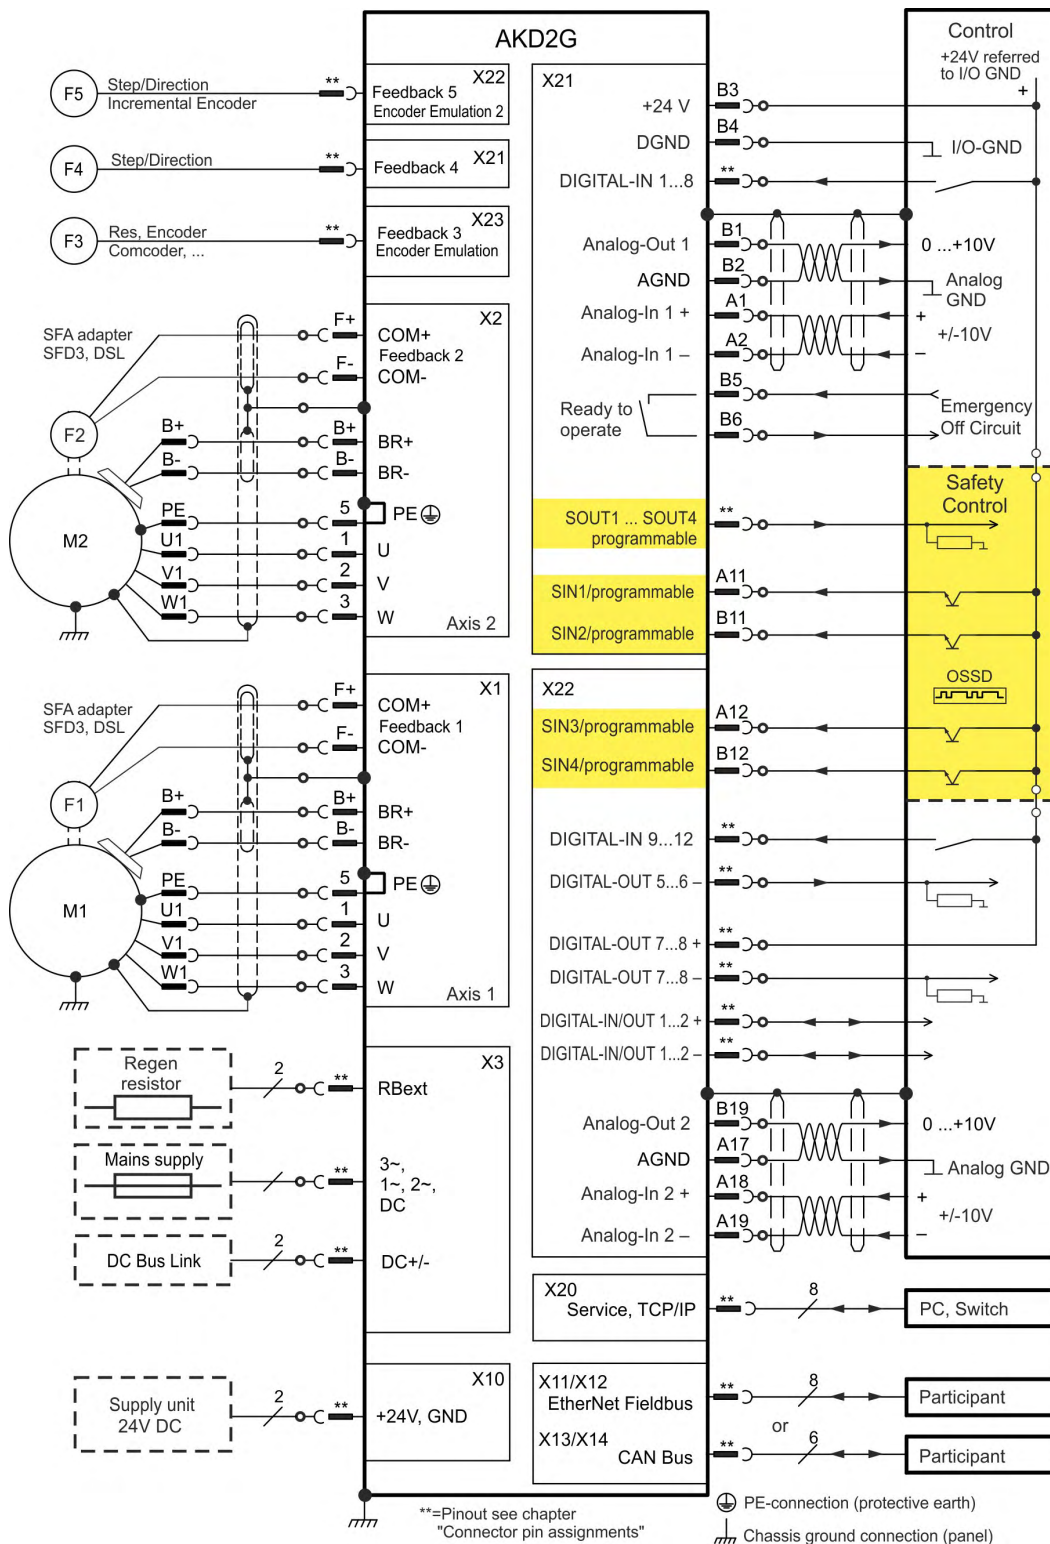 AKD2G
Control
+24V referred
to I/O GND
+
F5
Step/Direction
Incremental Encoder
**
X22
Feedback 5
Encoder Emulation 2
F4
Step/Direction
**
X21
Feedback 4
F3
Res, Encoder
Comcoder, ...
**
X23
Feedback 3
Encoder Emulation
SFA adapter
SFD3, DSL
F2
M2
F+
COM+
X2
Feedback 2
F-
COM-
B+
B+
BR+
B-
B-
BR-
PE
5
PE
U1
1
U
V1
2
V
W1
3
W
Axis 2
SFA adapter
SFD3, DSL
F1
M1
F+
COM+
X1
Feedback 1
F-
COM-
B+
B+
BR+
B-
B-
BR-
PE
5
PE
U1
1
U
V1
2
V
W1
3
W
Axis 1
Regen
resistor
2
**
RBext
X3
Mains supply
**
3~,
1~, 2~,
DC
DC Bus Link
2
**
DC+/-
Supply unit
24V DC
2
**
+24V, GND
X10
X21
+24 V
B3
DGND
B4
I/O-GND
DIGITAL-IN 1...8
**
Analog-Out 1
B1
0 ...+10V
AGND
B2
Analog
GND
Analog-In 1 +
A1
+
+/-10V
Analog-In 1 –
A2
–
Ready to
operate
B5
B6
Emergency
Off Circuit
Safety
Control
SOUT1 ... SOUT4
programmable
**
SIN1/programmable
A11
SIN2/programmable
B11
OSSD
X22
SIN3/programmable
A12
SIN4/programmable
B12
DIGITAL-IN 9...12
**
DIGITAL-OUT 5...6 –
**
DIGITAL-OUT 7...8 +
**
DIGITAL-OUT 7...8 –
**
DIGITAL-IN/OUT 1...2 +
**
DIGITAL-IN/OUT 1...2 –
**
Analog-Out 2
B19
0 ...+10V
AGND
A17
Analog GND
Analog-In 2 +
A18
+
+/-10V
Analog-In 2 –
A19
–
X20
Service, TCP/IP
**
8
PC, Switch
X11/X12
EtherNet Fieldbus
**
8
Participant
or
X13/X14
CAN Bus
**
6
Participant
**=Pinout see chapter
"Connector pin assignments"
PE-connection (protective earth)
Chassis ground connection (panel)